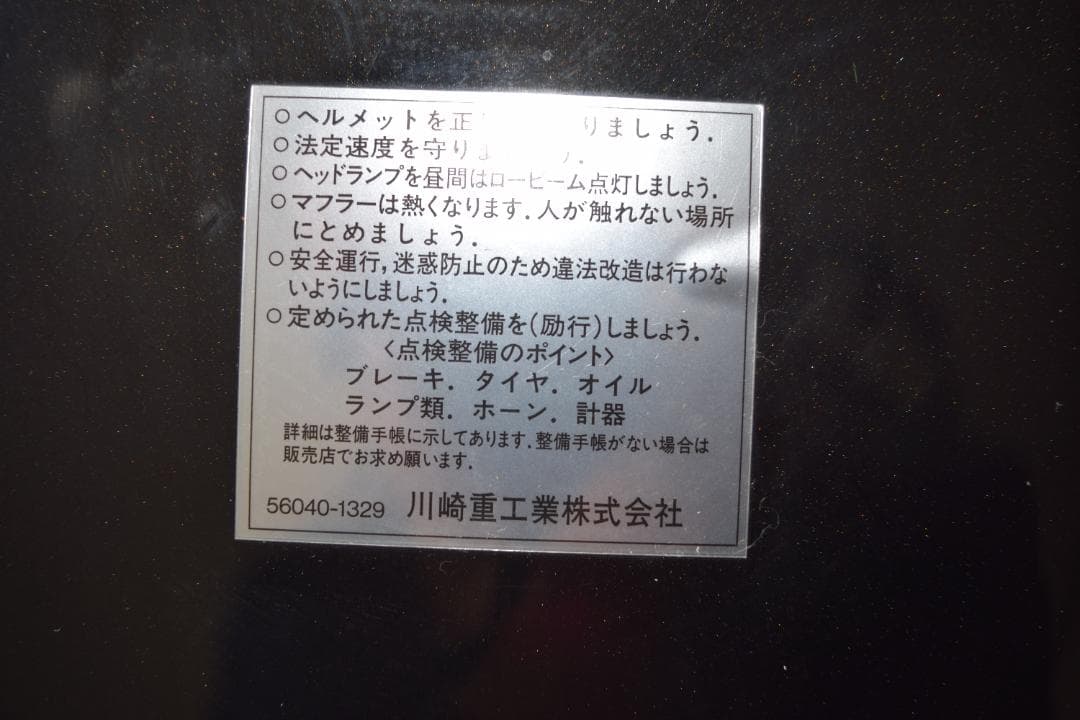 ○ヘルメットを正 りましょう.
○法定速度を守りま う.
○ヘッドランプを昼間はロービーム点灯しましょう.
○マフラーは熱くなります.人が触れない場所
にとめましょう.
○安全運行,迷惑防止のため違法改造は行わな
いようにしましょう.
○定められた点検整備を(励行)しましょう.
〈点検整備のポイント〉
ブレーキ. タイヤ. オイル
ランプ類. ホーン. 計器
詳細は整備手帳に示してあります.整備手帳がない場合は
販売店でお求め願います.
56040-1329 川崎重工業株式会社